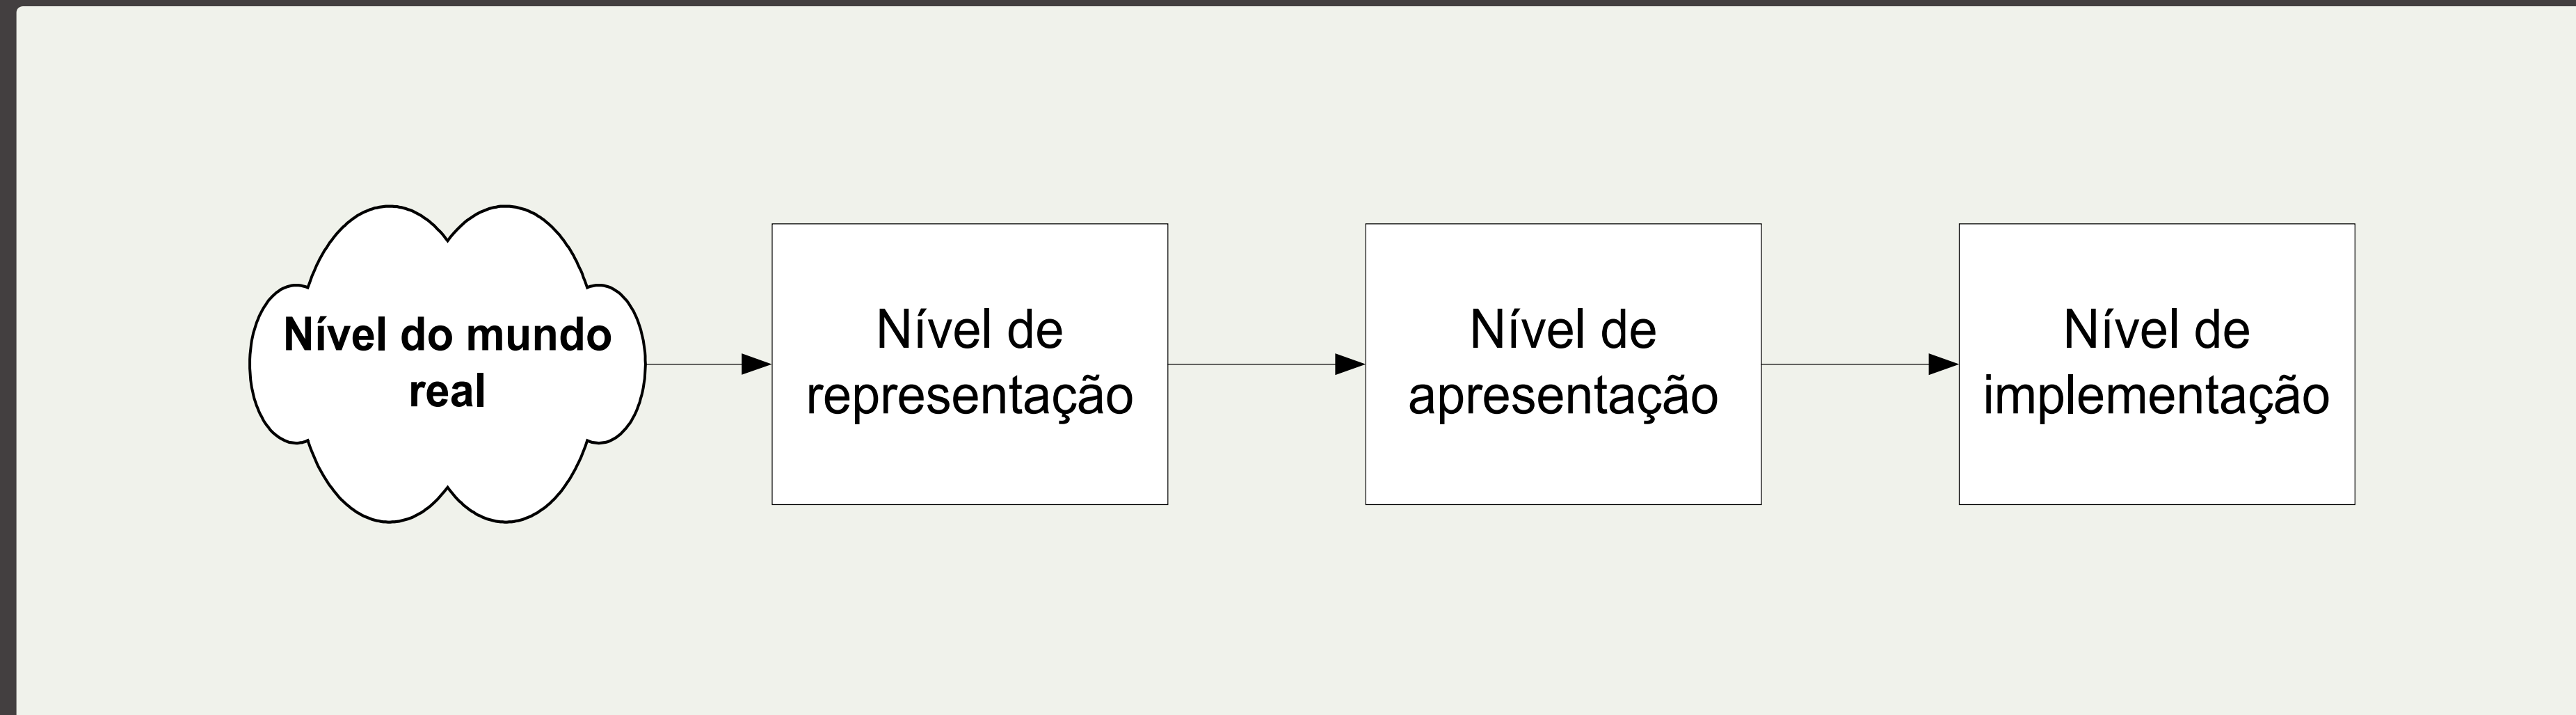 Nível do mundo
real
Nível de
representação
Nível de
apresentação
Nível de
implementação